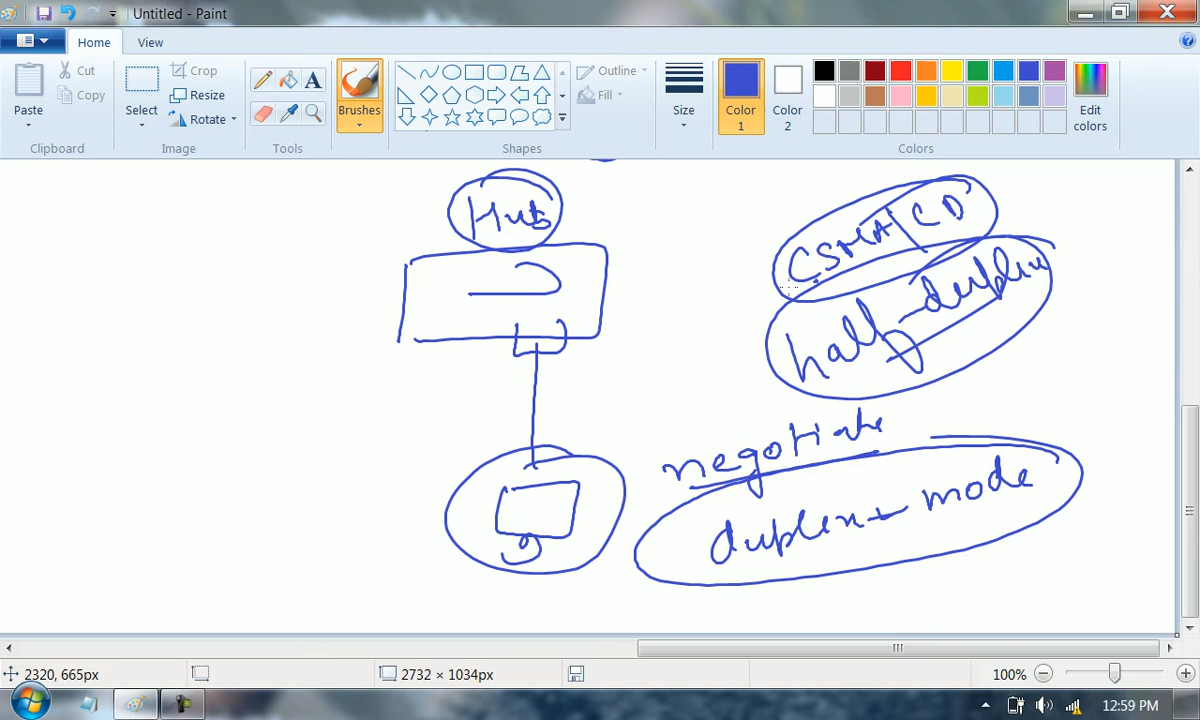 Untitled - Paint
Home
View
Paste
Cut
Copy
Clipboard
Select
Crop
Resize
Rotate
Image
A
Tools
Brushes
Outline
Fill
Shapes
Size
Color
1
Color
2
Edit
colors
Colors
Hub
CSMA/CD
half-duplex
negotiate
duplex-mode
2320, 665px
2732 × 1034px
100%
12:59 PM